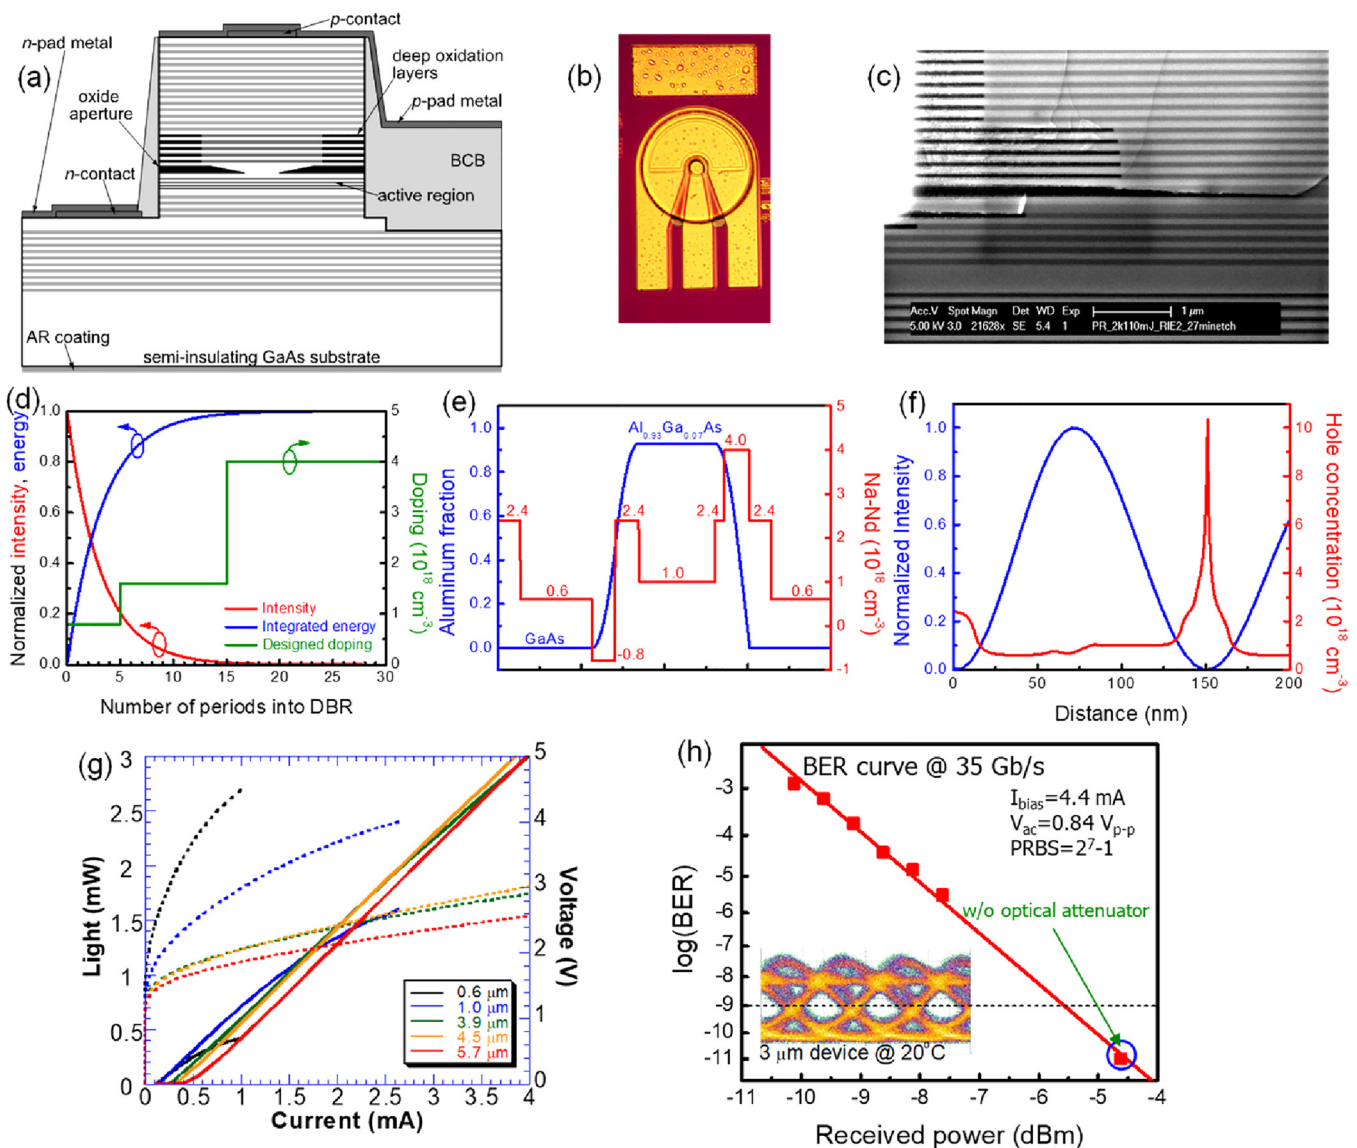 (a)
p-contact
n-pad metal
deep oxidation
layers
oxide
aperture
p-pad metal
n-contact
BCB
active region
AR coating
semi-insulating GaAs substrate
(b)
(c)
Acc.V Spot Magn Det WD Exp
5.00 kV 3.0 21628x SE 5.4 1
1 μm
PR_2k110mJ_RIE2_27minetch
(d)
Normalized intensity, energy
1.0
0.8
0.6
0.4
0.2
0.0
0 5 10 15 20 25 30
Number of periods into DBR
5
4
3
2
1
0
Doping (10^18 cm^-3)
Intensity
Integrated energy
Designed doping
(e)
Aluminum fraction
1.0
0.8
0.6
0.4
0.2
0.0
Al0.93Ga0.07As
GaAs
2.4
0.6
-0.8
2.4
1.0
2.4
4.0
2.4
0.6
5
4
3
2
1
0
-1
Na-Nd (10^18 cm^-3)
(f)
Normalized Intensity
1.0
0.8
0.6
0.4
0.2
0.0
0 50 100 150 200
Distance (nm)
10
8
6
4
2
0
Hole concentration (10^18 cm^-3)
(g)
Light (mW)
3
2.5
2
1.5
1
0.5
0
0 0.5 1 1.5 2 2.5 3 3.5 4
Current (mA)
5
4
3
2
1
0
Voltage (V)
0.6 μm
1.0 μm
3.9 μm
4.5 μm
5.7 μm
(h)
BER curve @ 35 Gb/s
Ibias=4.4 mA
Vac=0.84 Vp-p
PRBS=2^7-1
w/o optical attenuator
log(BER)
-3
-4
-5
-6
-7
-8
-9
-10
-11
3 μm device @ 20°C
-11 -10 -9 -8 -7 -6 -5 -4
Received power (dBm)